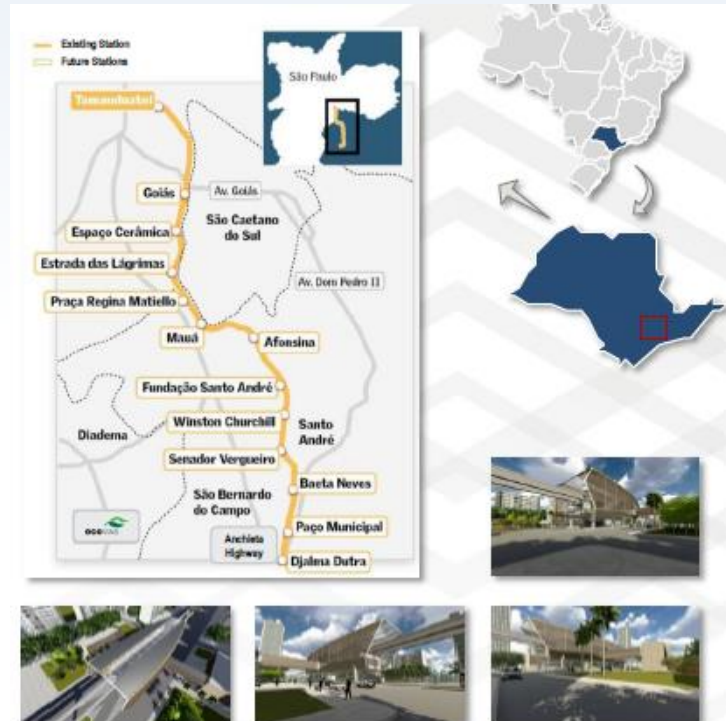 Existing Station
Future Stations
São Paulo
Tamanduateí
Goiás
Av. Goiás
São Caetano
do Sul
Espaço Cerâmica
Estrada das Lágrimas
Av. Dom Pedro II
Praça Regina Matiello
Mauá
Afonsina
Fundação Santo André
Winston Churchill
Santo
André
Diadema
Senador Vergueiro
Baeta Neves
São Bernardo
do Campo
Paço Municipal
Anchieta
Highway
Djalma Dutra